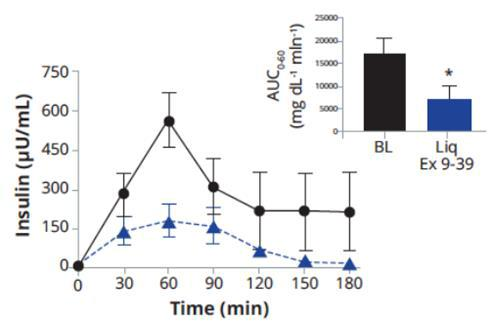 25000
20000
15000
10000
5000
0
AUC0-60
(mg dL-1 mln-1)
*
BL
Liq
Ex 9-39
750
600
450
300
150
0
Insulin (μU/mL)
0 30 60 90 120 150 180
Time (min)